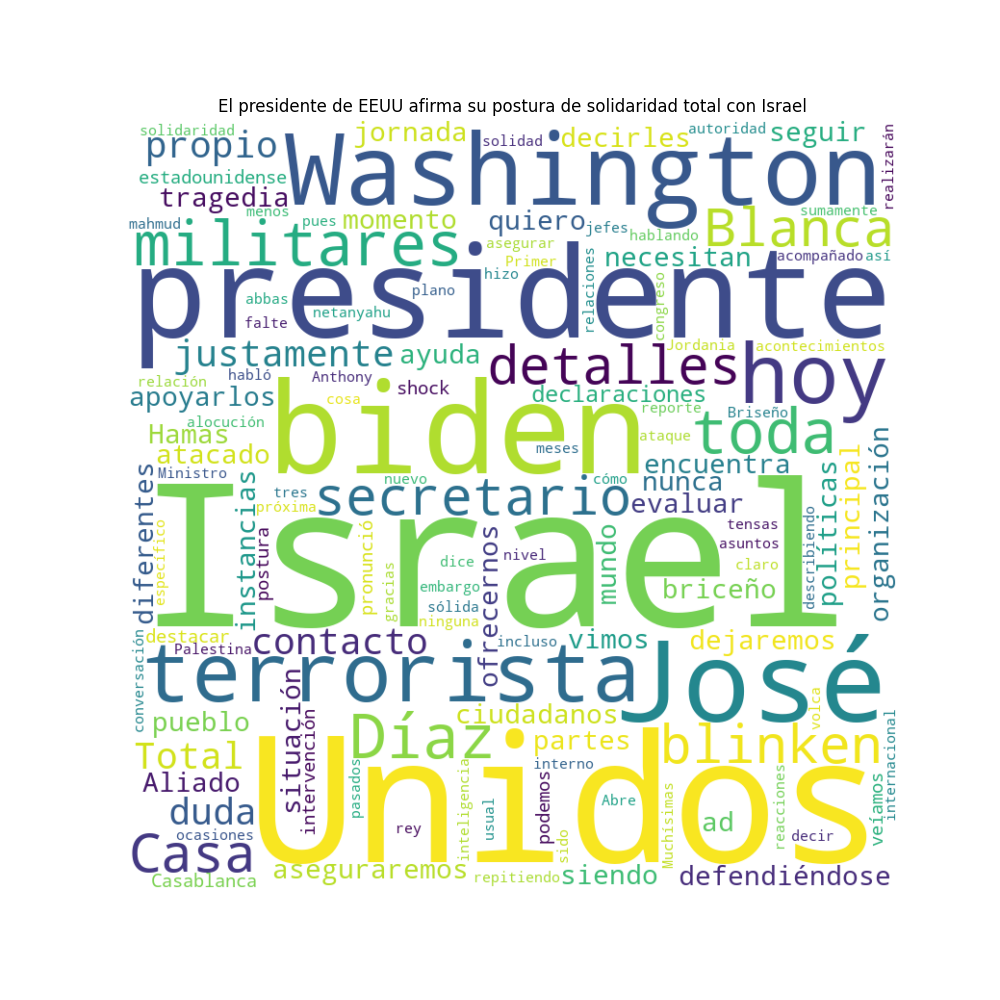 El presidente de EEUU afirma su postura de solidaridad total con Israel
solidaridad
jornada
solidad
decirles
autoridad
seguir
propio
Washington
realizarán
estadounidense
tragedia
menos
mahmud
pues
momento
quiero
jefes
hablando
Blanca
sumamente
militares
asegurar
Primer
necesitan
acompañado
así
presidente
hizo
relaciones
congreso
abbas
plano
falte
netanyahu
justamente
ayuda
detalles
Jordania
acontecimientos
hoy
relación
habló
Anthony
shock
declaraciones
apoyarlos
cosa
biden
reporte
Briseño
alocución
Hamas
ataque
toda
atacado
meses
Ministro
encuentra
diferentes
instancias
tres
nuevo
cómo
nunca
principal
organización
secretario
evaluar
políticas
próxima
Israel
específico
postura
pronunció
gracias
ofrecernos
nivel
mundo
tensas
asuntos
describiendo
dice
claro
embargo
briceño
sólida
ninguna
destacar
Palestina
contacto
incluso
vimos
dejaremos
conversación
terrorista
José
situación
intervención
pueblo
ciudadanos
volca
Díaz
partes
blinken
internacional
Total
Unidos
interno
Aliado
pasados
inteligencia
usual
podemos
Abre
Muchísimas
reacciones
veíamos
duda
ocasiones
rey
sido
ad
decir
Casa
Casablanca
aseguraremos
repitiendo
siendo
defendiéndose